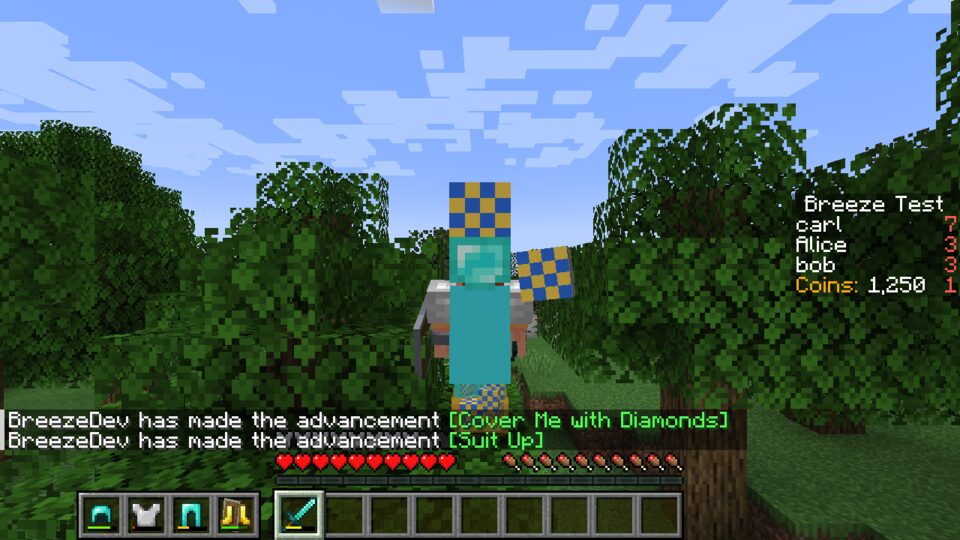 Breeze Test
carl 7
Alice 3
bob 3
Coins: 1,250 1
BreezeDev has made the advancement [Cover Me with Diamonds]
BreezeDev has made the advancement [Suit Up]